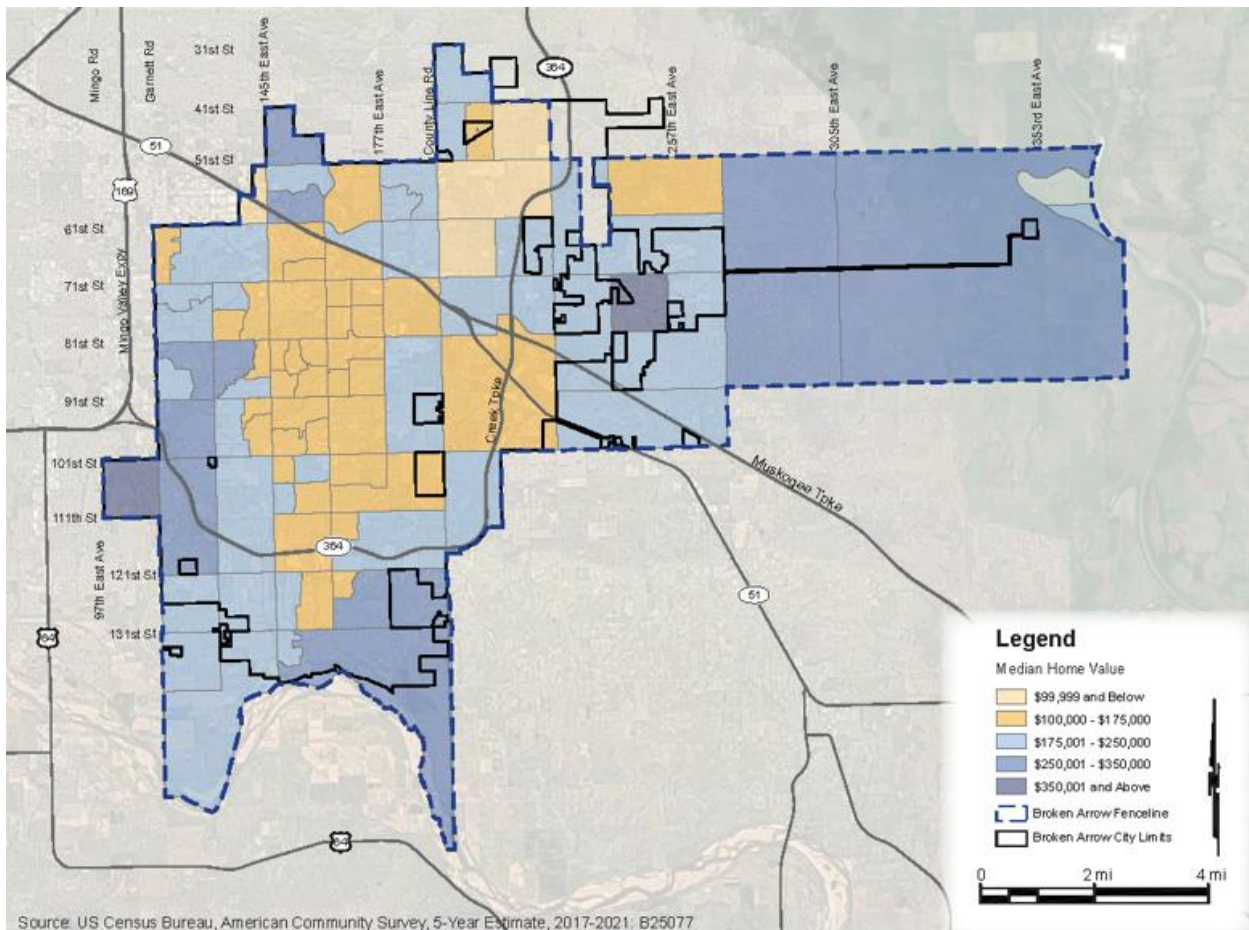 Mingo Rd
Garnett Rd
145th East Ave
177th East Ave
County Line Rd
257th East Ave
305th East Ave
353rd East Ave
31st St
41st St
51st St
61st St
71st St
81st St
91st St
101st St
111th St
121st St
131st St
364
51
169
Mingo Valley Expy
Creek Tpke
Muskogee Tpke
97th East Ave
364
51
64
64
Legend
Median Home Value
$99,999 and Below
$100,000 - $175,000
$175,001 - $250,000
$250,001 - $350,000
$350,001 and Above
Broken Arrow Fenceline
Broken Arrow City Limits
0 2 mi 4 mi
Source: US Census Bureau, American Community Survey, 5-Year Estimate, 2017-2021: B25077